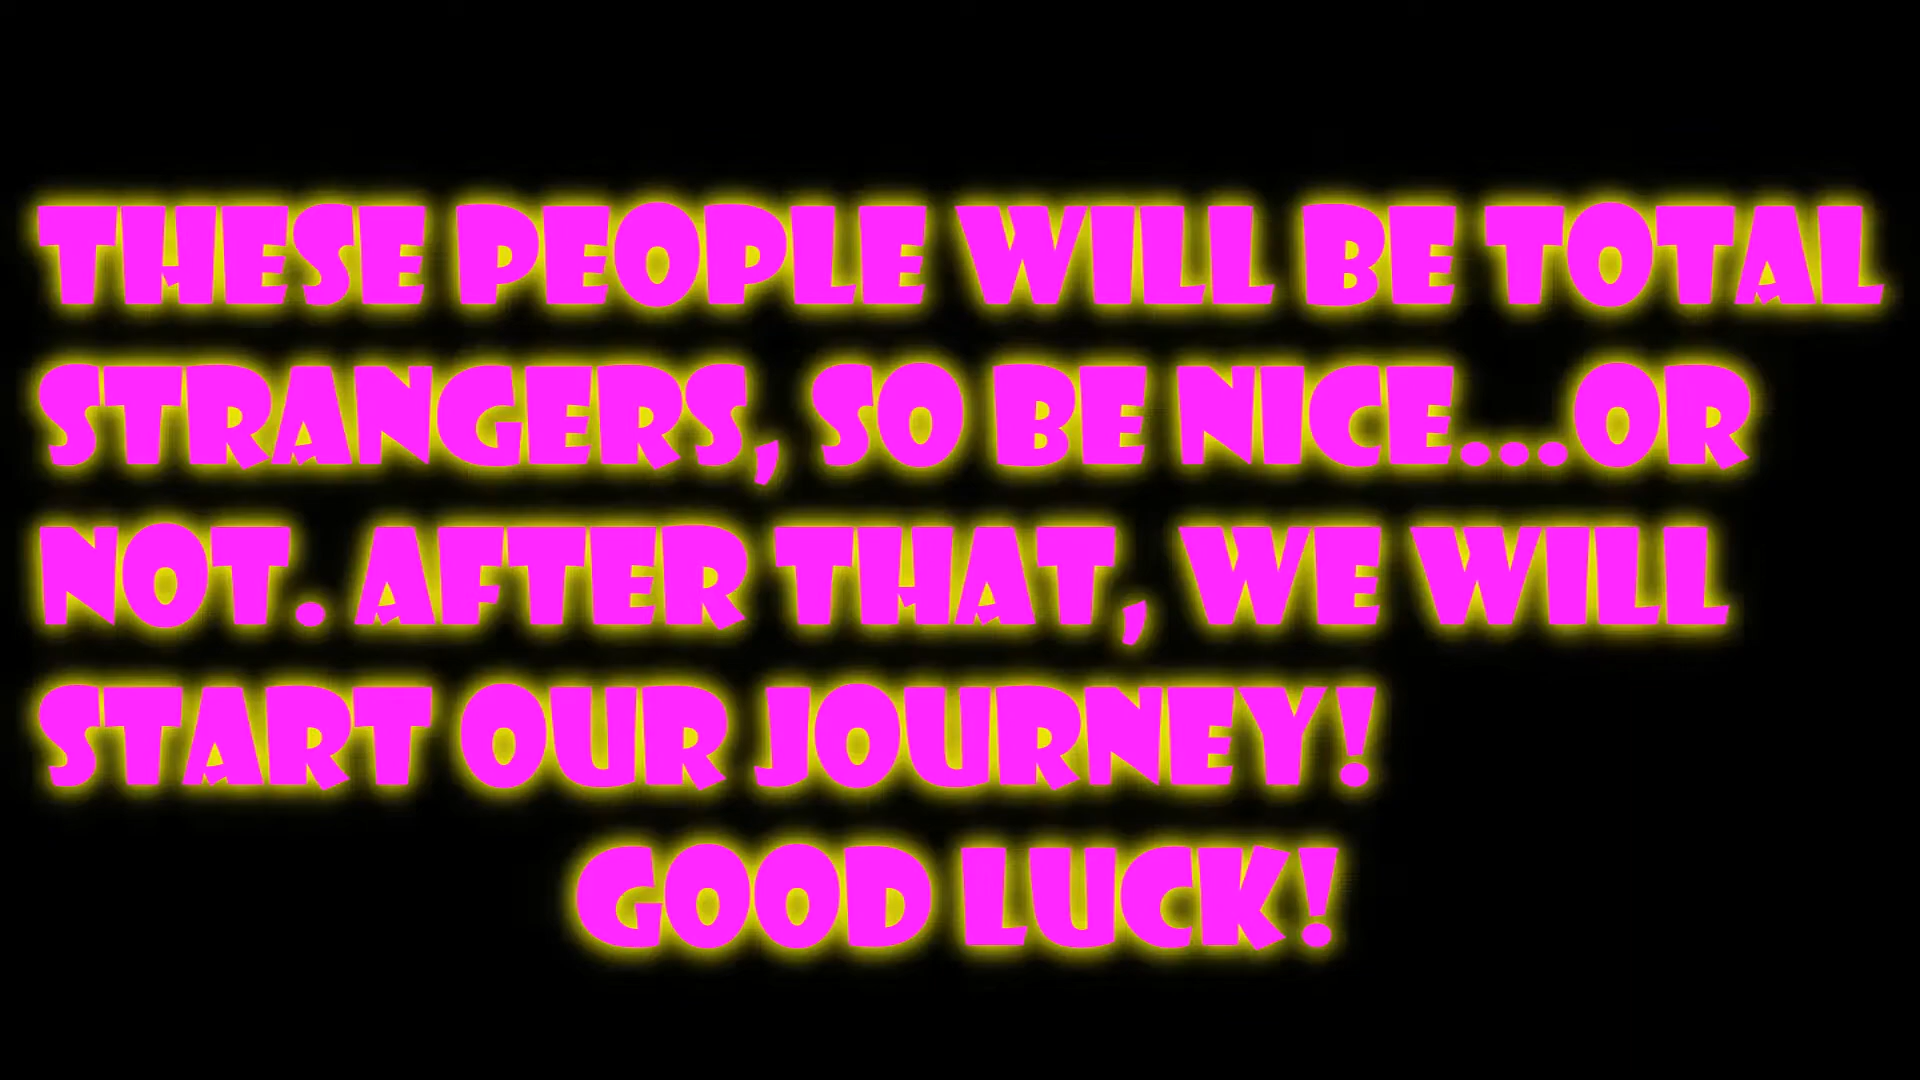 THESE PEOPLE WILL BE TOTAL
STRANGERS, SO BE NICE...OR
NOT. AFTER THAT, WE WILL
START OUR JOURNEY!
GOOD LUCK!